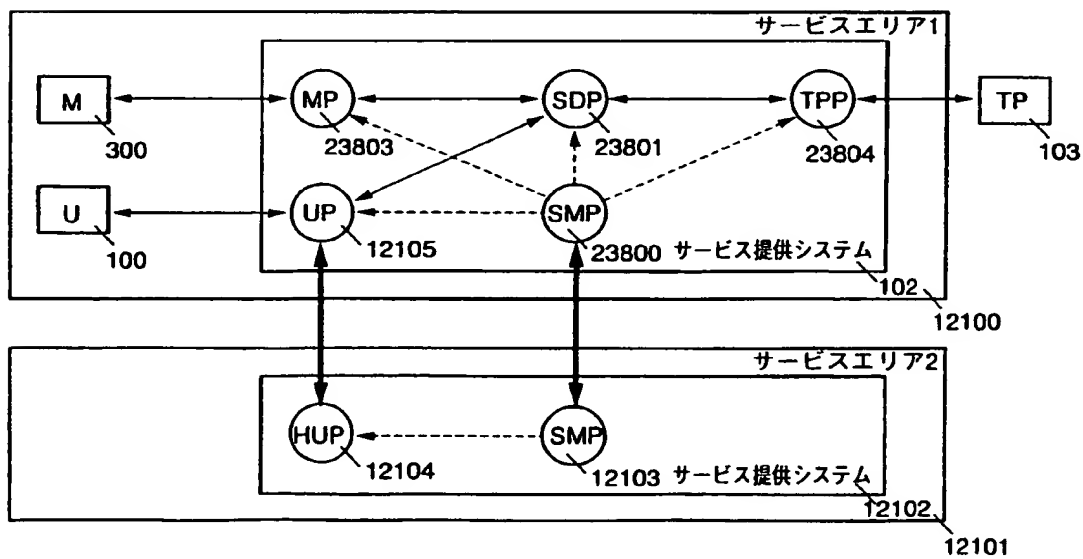 サービスエリア1
M
300
MP
23803
SDP
23801
TPP
23804
TP
103
U
100
UP
12105
SMP
23800
サービス提供システム
102
12100
サービスエリア2
HUP
12104
SMP
12103
サービス提供システム
12102
12101